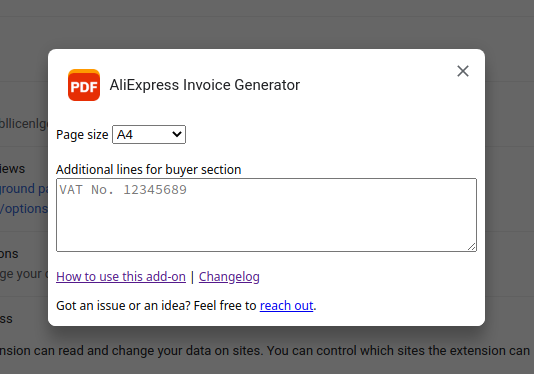 PDF AliExpress Invoice Generator
Page size A4
Additional lines for buyer section
VAT No. 12345689
How to use this add-on | Changelog
Got an issue or an idea? Feel free to reach out.
bllicenlg
iews
ground pa
/options
ons
ge your c
ss
nsion can read and change your data on sites. You can control which sites the extension can